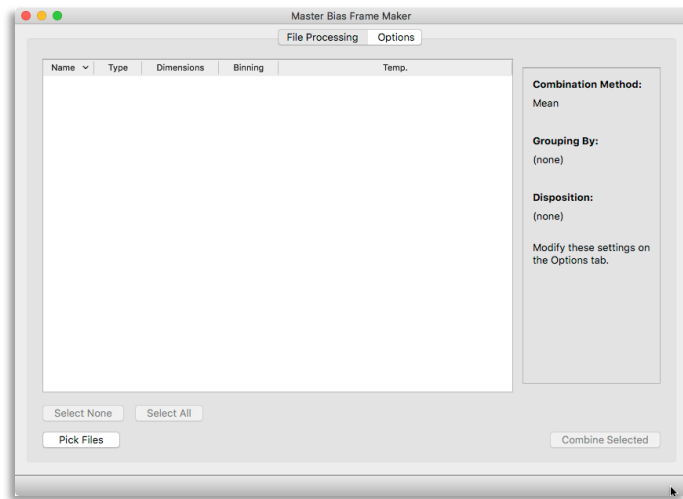 Master Bias Frame Maker
File Processing Options
Name Type Dimensions Binning Temp.
Combination Method:
Mean
Grouping By:
(none)
Disposition:
(none)
Modify these settings on
the Options tab.
Select None Select All
Pick Files Combine Selected